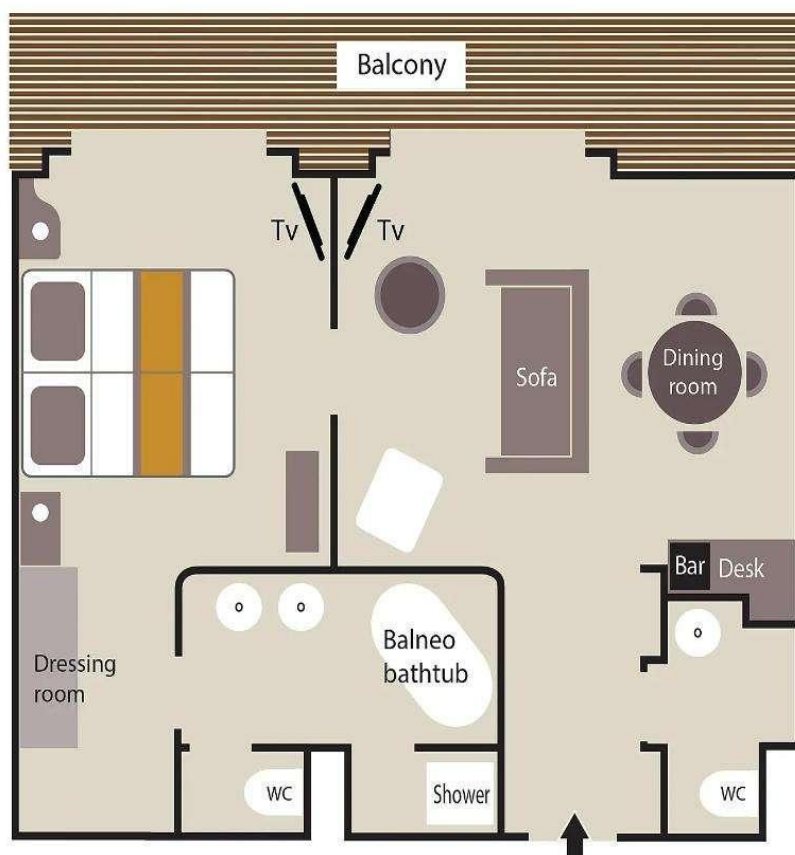 Balcony
Tv
Tv
Sofa
Dining
room
Bar
Desk
Dressing
room
Balneo
bathtub
WC
Shower
WC